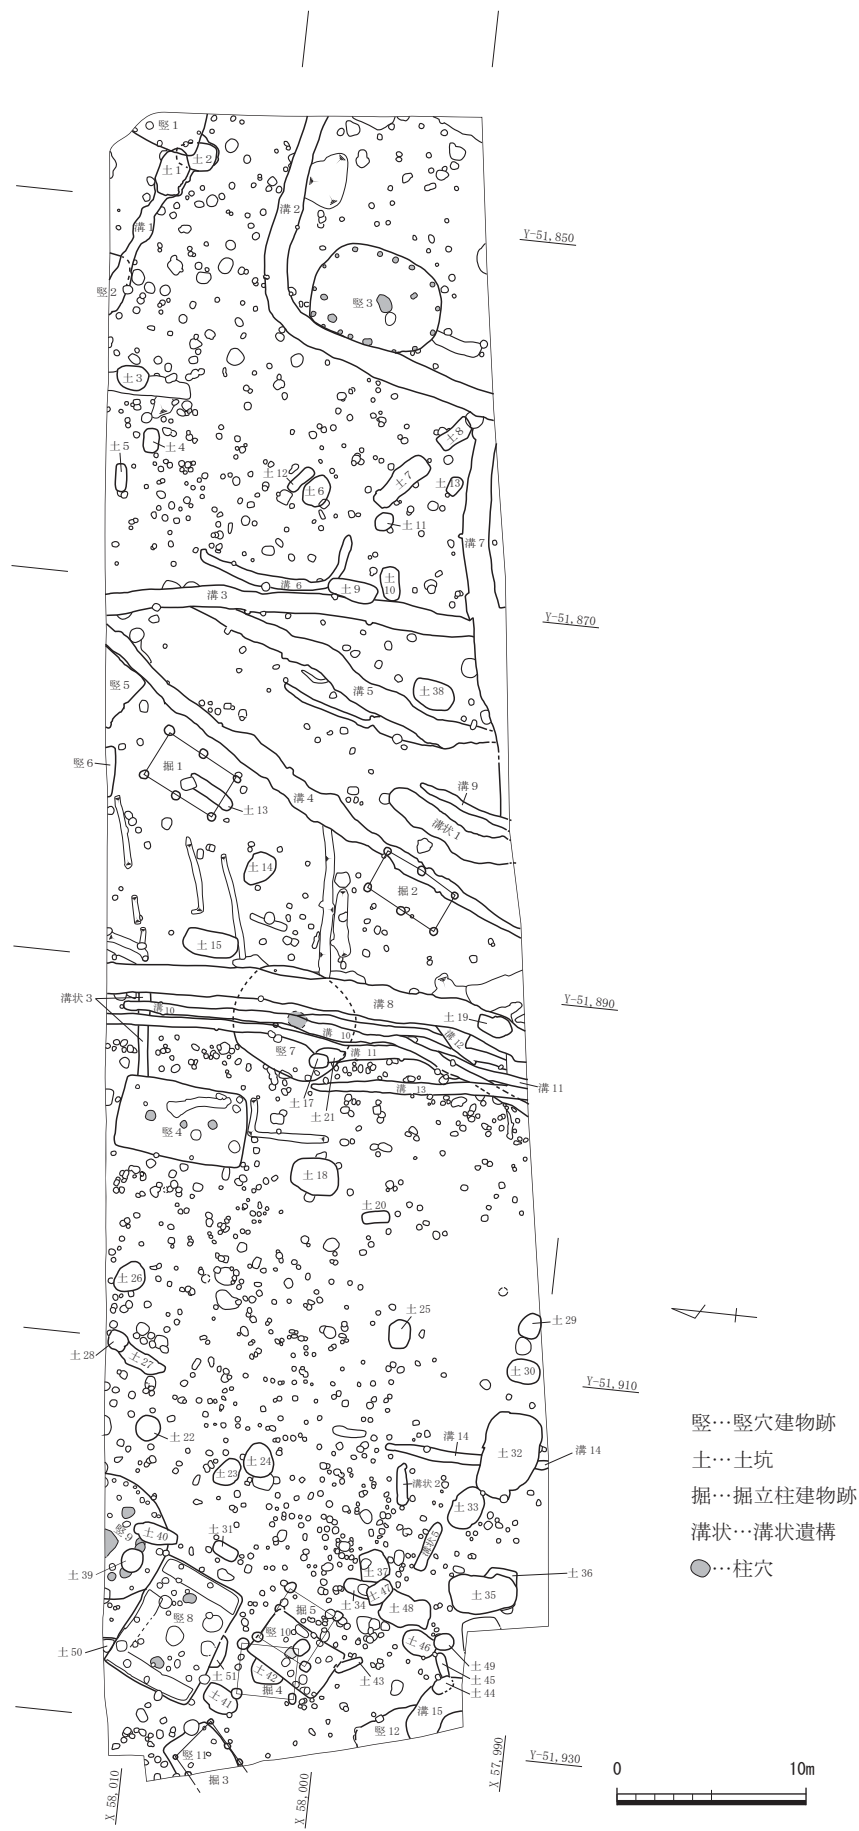 竪1
土2
土1
溝2
溝1
Y-51,850
竪2
竪3
土3
土8
土5
土4
土12
土7
土13
土6
土11
溝7
溝6
土9
土10
溝3
Y-51,870
竪5
溝5
土38
竪6
掘1
溝9
土13
溝4
溝状1
土14
掘2
土15
溝状3
溝10
溝8
土19
Y-51,890
溝10
溝12
竪7
溝11
溝11
溝13
土17
土21
竪4
土18
土20
土26
土25
土29
土28
土27
土30
Y-51,910
土22
溝14
土32
溝14
土24
土23
溝状2
土33
竪9
土40
土31
溝状5
土39
土37
土36
土35
土34
土47
土48
竪8
掘5
竪10
土46
土50
土49
土51
土42
土43
土45
掘4
土44
土41
溝15
竪12
竪11
掘3
Y-51,930
X 58,010
X 58,000
X 57,990
竪…竪穴建物跡
土…土坑
掘…掘立柱建物跡
溝状…溝状遺構
…柱穴
0 10m